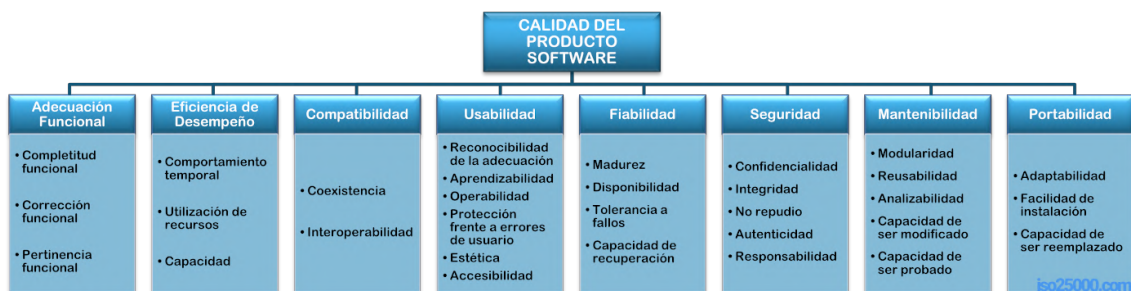 CALIDAD DEL
PRODUCTO
SOFTWARE
Adecuación
Funcional
• Completitud
funcional
• Corrección
funcional
• Pertinencia
funcional
Eficiencia de
Desempeño
• Comportamiento
temporal
• Utilización de
recursos
• Capacidad
Compatibilidad
• Coexistencia
• Interoperabilidad
Usabilidad
• Reconocibilidad
de la adecuación
• Aprendizabilidad
• Operabilidad
• Protección
frente a errores
de usuario
• Estética
• Accesibilidad
Fiabilidad
• Madurez
• Disponibilidad
• Tolerancia a
fallos
• Capacidad de
recuperación
Seguridad
• Confidencialidad
• Integridad
• No repudio
• Autenticidad
• Responsabilidad
Mantenibilidad
• Modularidad
• Reusabilidad
• Analizabilidad
• Capacidad de
ser modificado
• Capacidad de
ser probado
Portabilidad
• Adaptabilidad
• Facilidad de
instalación
• Capacidad de
ser reemplazado
iso25000.com